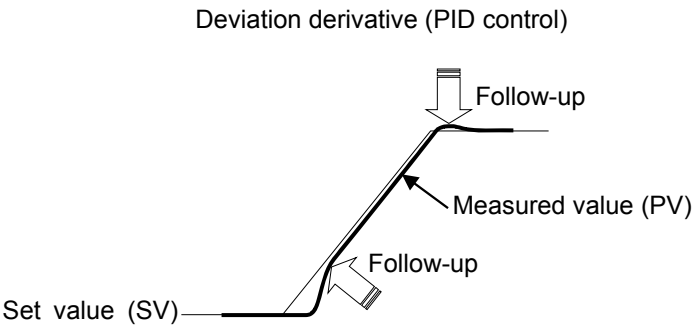 Deviation derivative (PID control)
Follow-up
Measured value (PV)
Follow-up
Set value (SV)